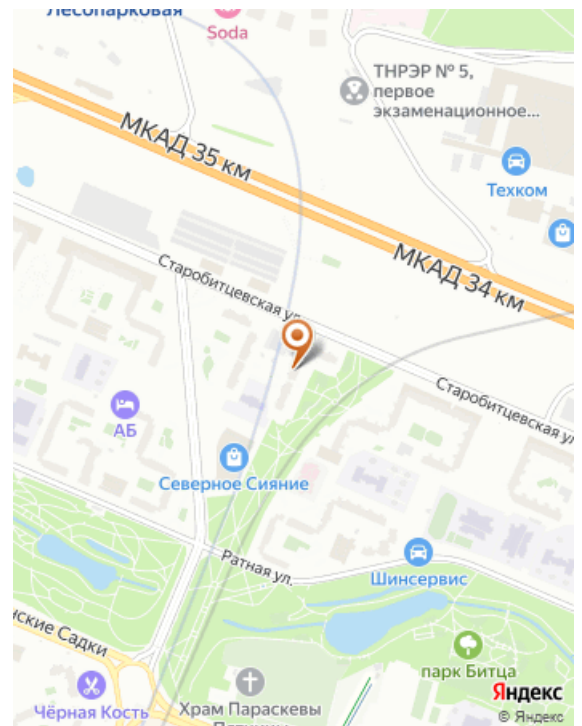 Лесопарковая
Soda
ТНРЭР № 5,
первое
экзаменационное...
МКАД 35 км
Техком
МКАД 34 км
Старобитцевская ул.
АБ
Старобитцевская ул.
Северное Сияние
Ратная ул.
Шинсервис
нские Садки
парк Битца
Яндекс
Чёрная Кость
Храм Параскевы
© Яндекс